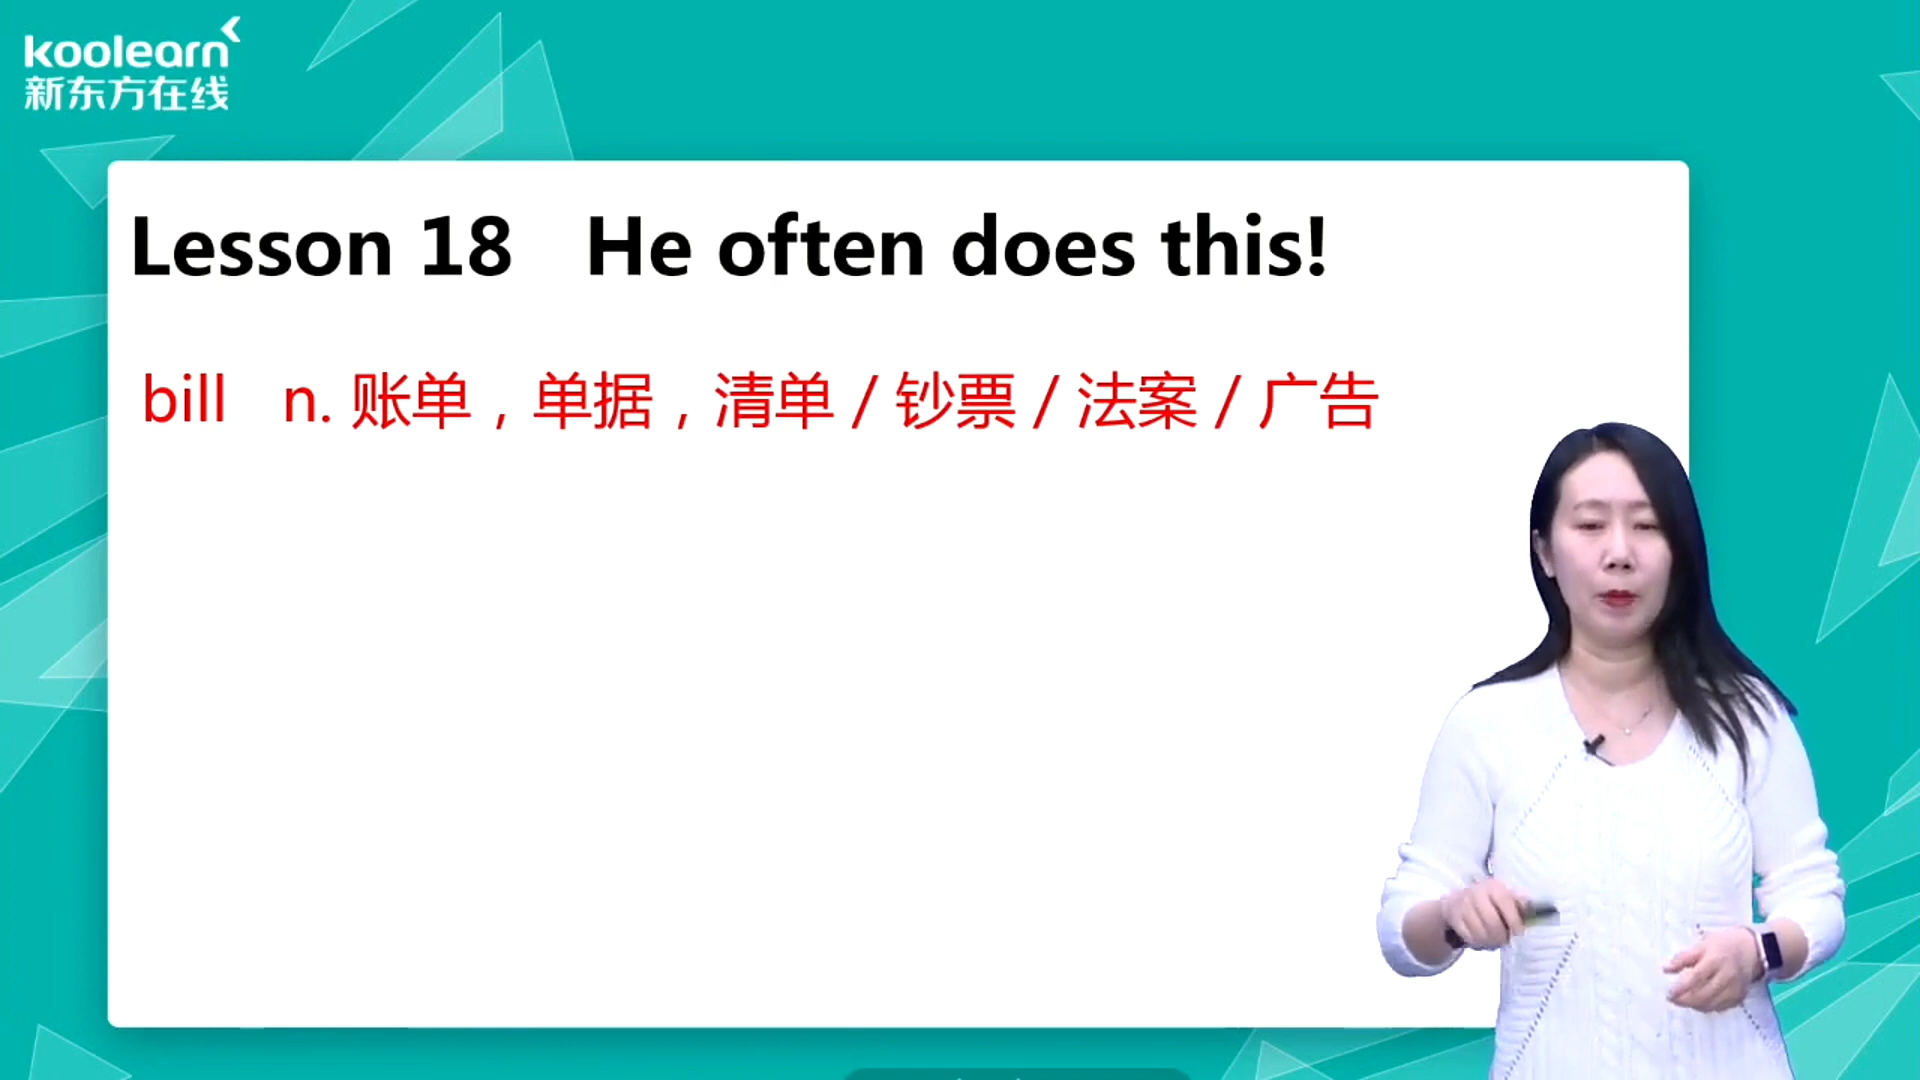 koolearn
新东方在线
Lesson 18 He often does this!
bill n. 账单，单据，清单 / 钞票 / 法案 / 广告